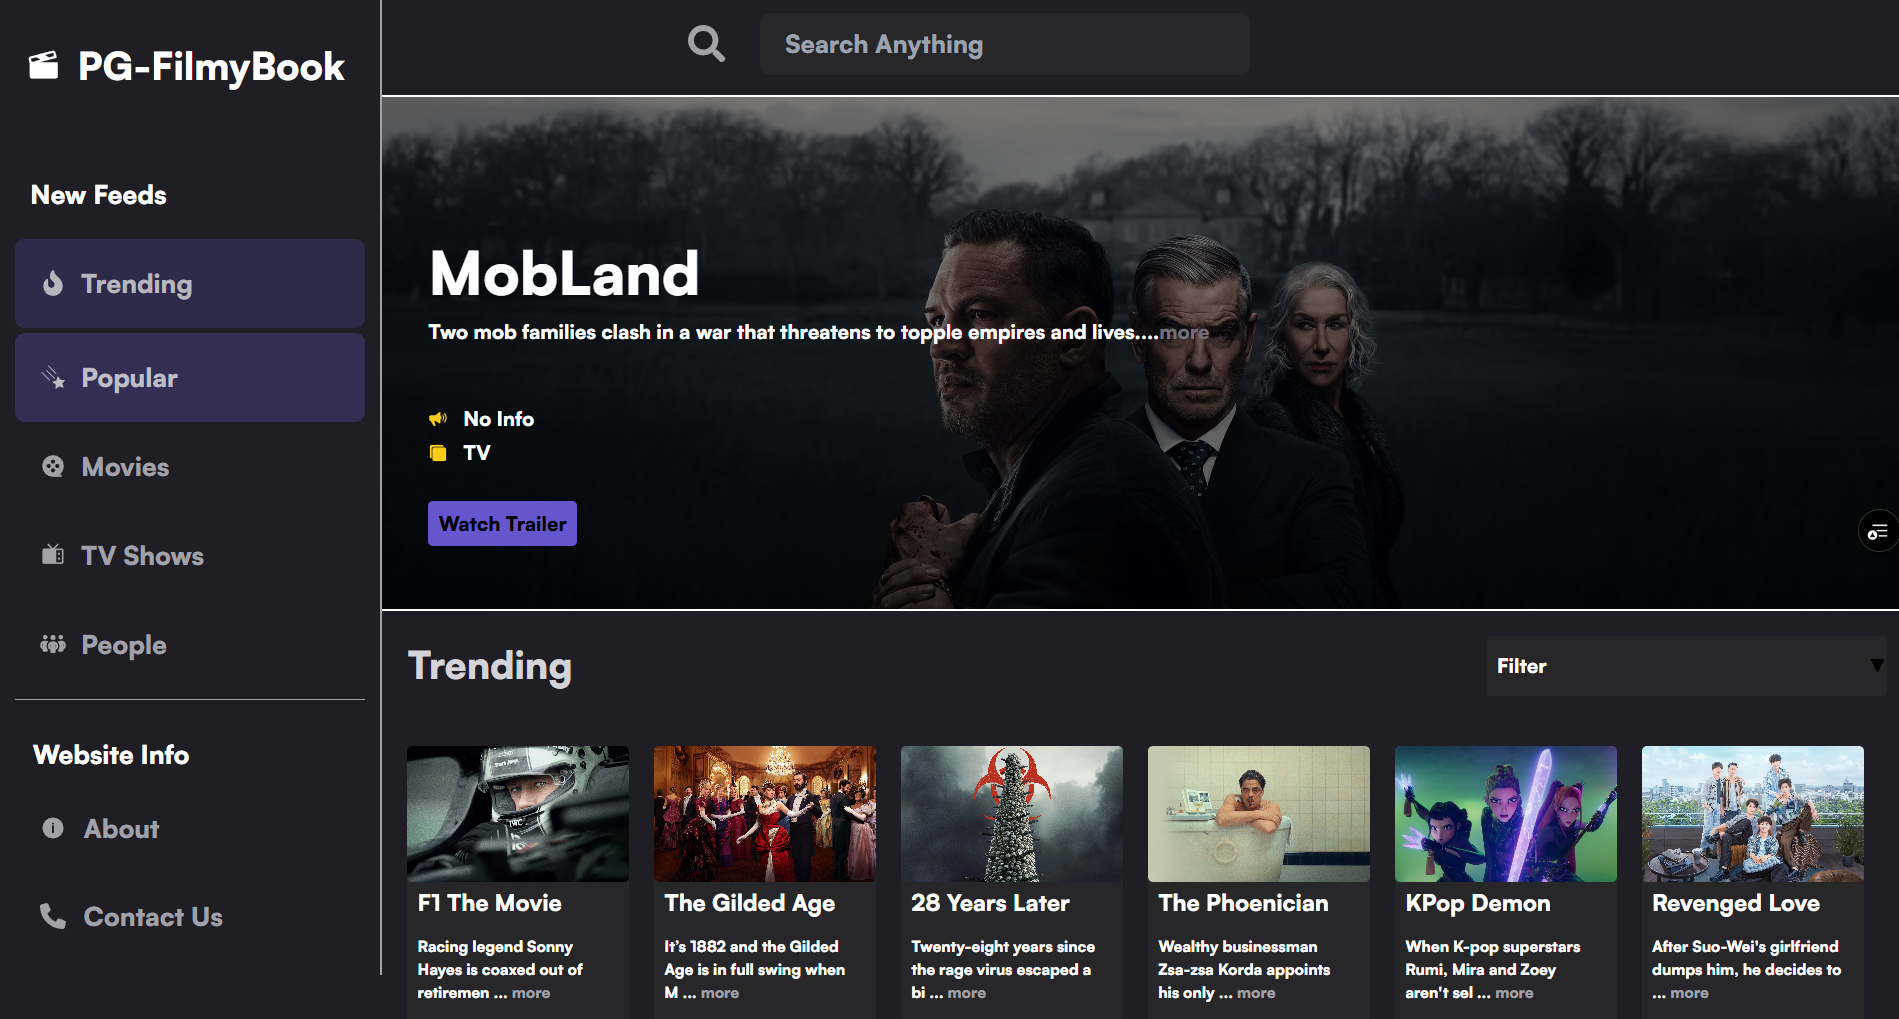 PG-FilmyBook
Search Anything
New Feeds
Trending
Popular
Movies
TV Shows
People
Website Info
About
Contact Us
MobLand
Two mob families clash in a war that threatens to topple empires and lives....more
No Info
TV
Watch Trailer
Trending
Filter
F1 The Movie
Racing legend Sonny
Hayes is coaxed out of
retiremen ... more
The Gilded Age
It’s 1882 and the Gilded
Age is in full swing when
M ... more
28 Years Later
Twenty-eight years since
the rage virus escaped a
bi ... more
The Phoenician
Wealthy businessman
Zsa-zsa Korda appoints
his only ... more
KPop Demon
When K-pop superstars
Rumi, Mira and Zoey
aren't sel ... more
Revenged Love
After Suo-Wei's girlfriend
dumps him, he decides to
... more